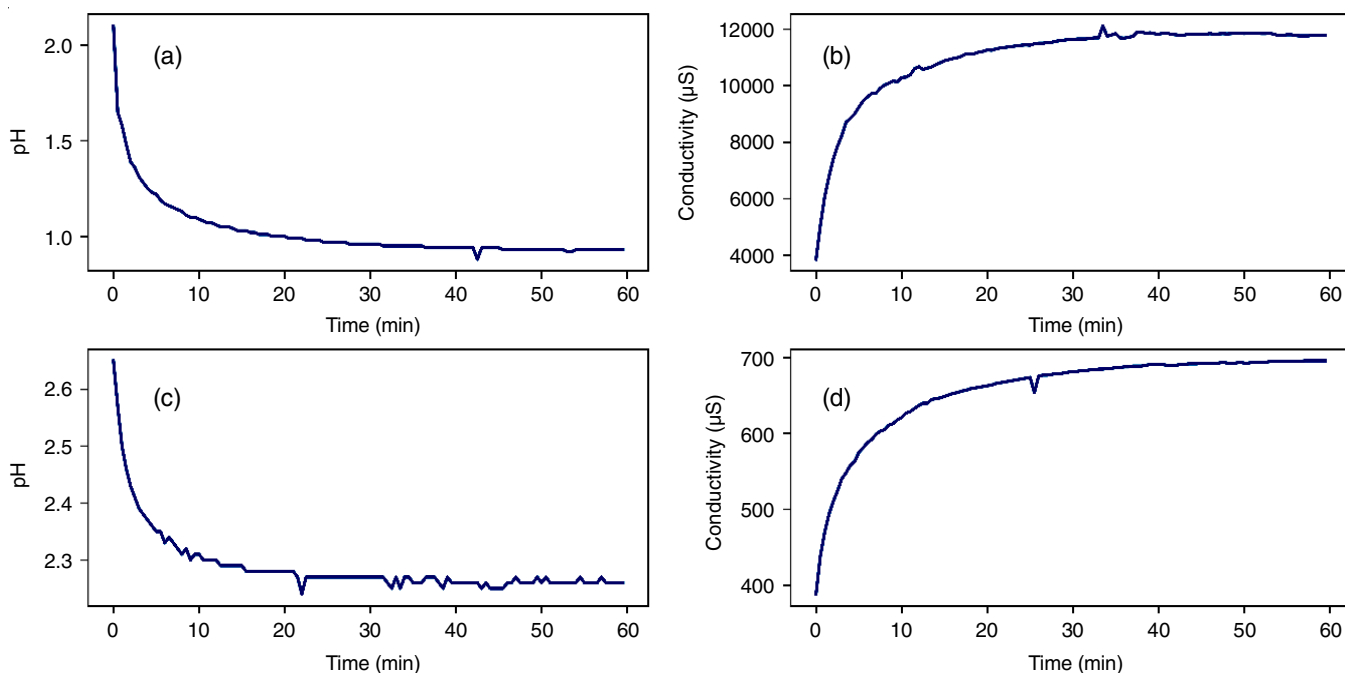 (a)
pH
2.0
1.5
1.0
0 10 20 30 40 50 60
Time (min)
(b)
Conductivity (µS)
12000
10000
8000
6000
4000
0 10 20 30 40 50 60
Time (min)
(c)
pH
2.6
2.5
2.4
2.3
0 10 20 30 40 50 60
Time (min)
(d)
Conductivity (µS)
700
600
500
400
0 10 20 30 40 50 60
Time (min)